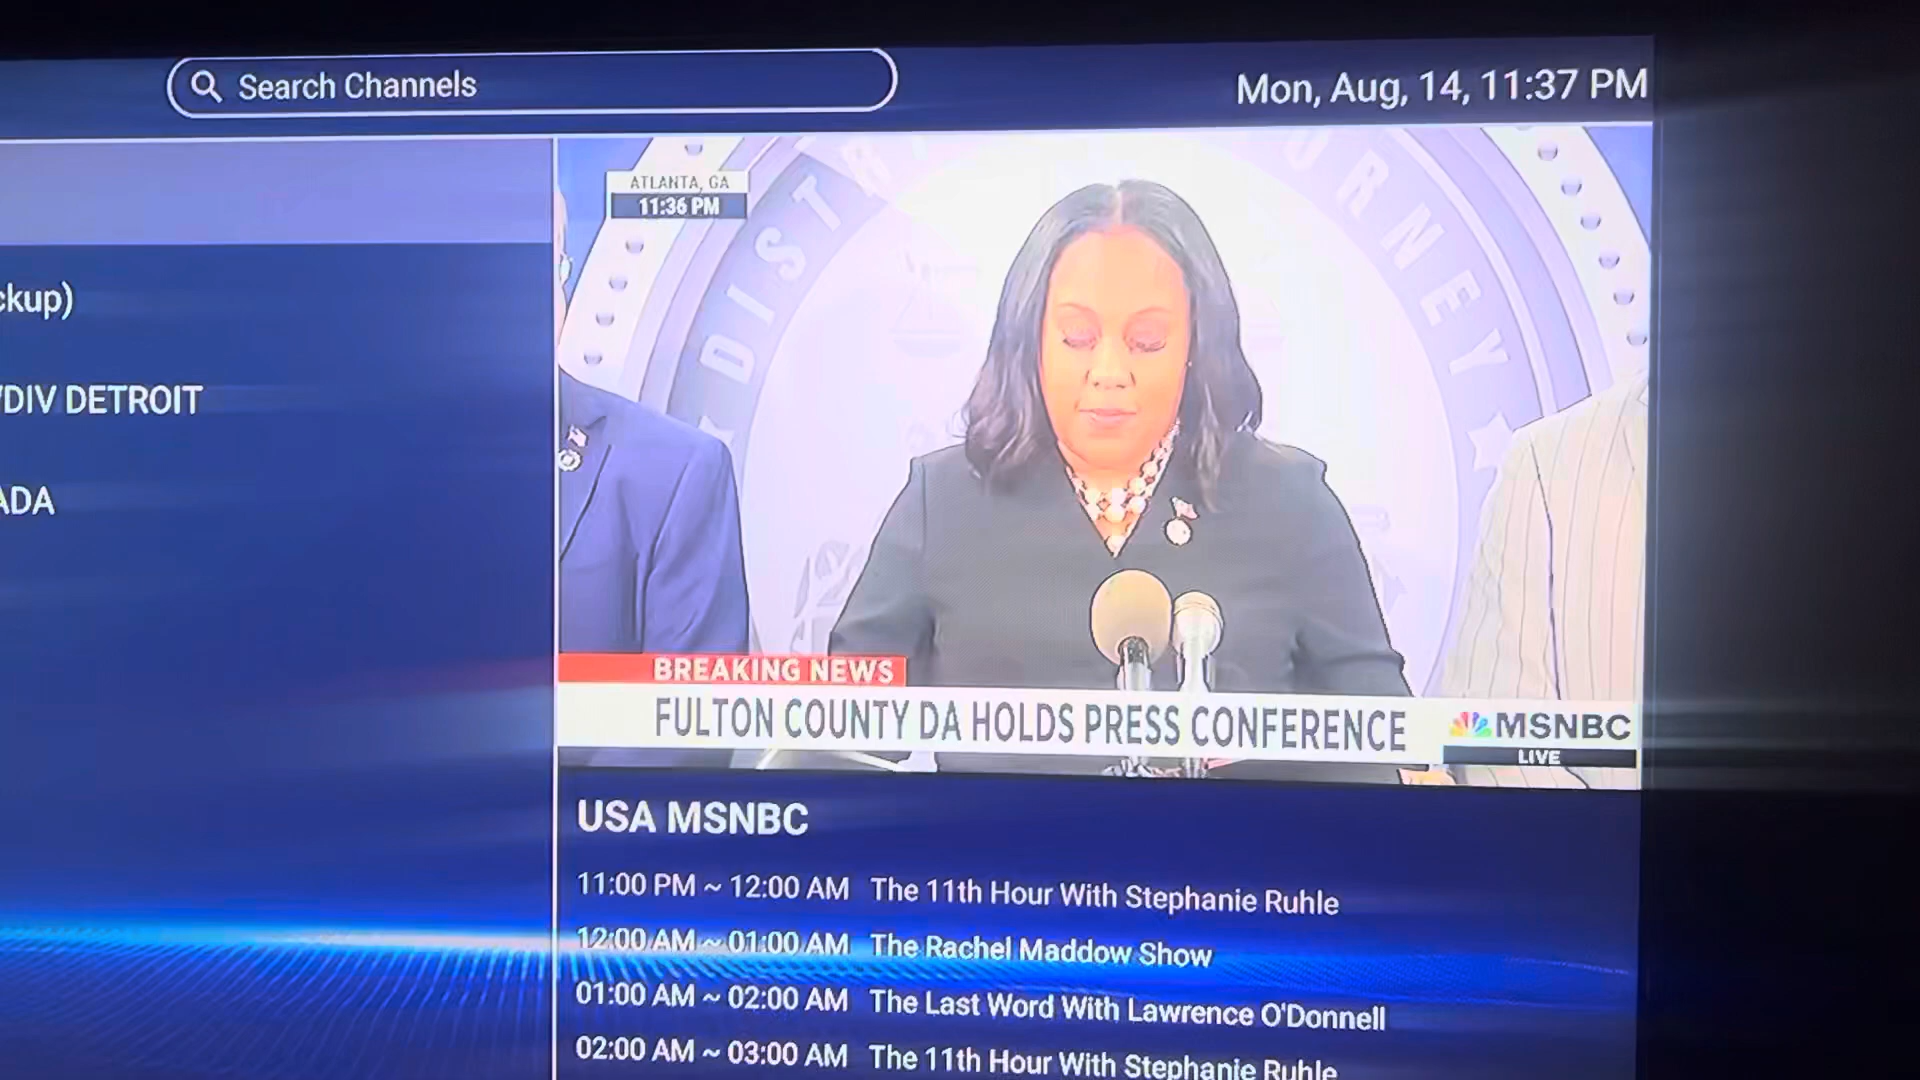 Search Channels
Mon, Aug, 14, 11:37 PM
ATLANTA, GA
11:36 PM
DISTR
ORNEY
ckup)
/DIV DETROIT
ADA
BREAKING NEWS
FULTON COUNTY DA HOLDS PRESS CONFERENCE
MSNBC
LIVE
USA MSNBC
11:00 PM ~ 12:00 AM The 11th Hour With Stephanie Ruhle
12:00 AM ~ 01:00 AM The Rachel Maddow Show
01:00 AM ~ 02:00 AM The Last Word With Lawrence O'Donnell
02:00 AM ~ 03:00 AM The 11th Hour With Stephanie Ruhle